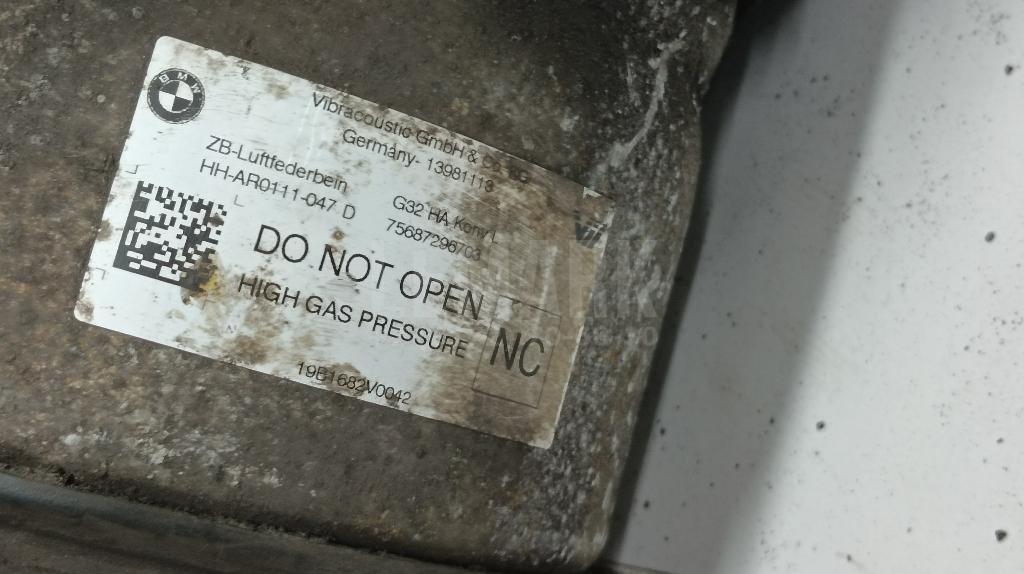 BMW
Vibracoustic GmbH & Co. KG
Germany- 13981113
ZB-Luftfederbein
HH-AR0111-047 D
G32 HA Konv L
75687296703
DO NOT OPEN
HIGH GAS PRESSURE
NC
19B1682V0042